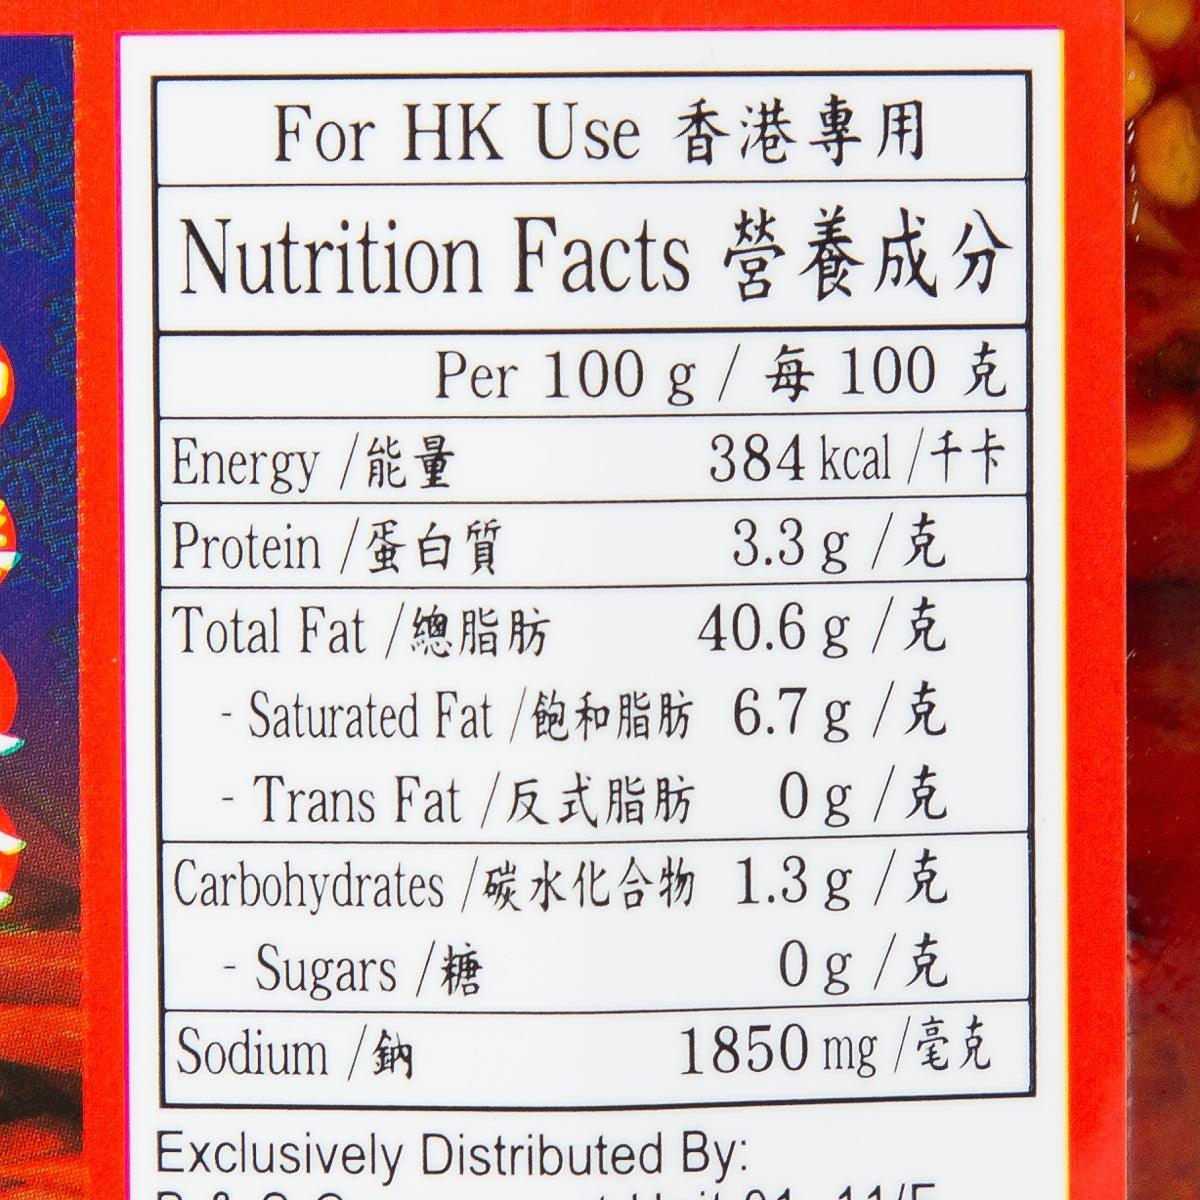 For HK Use 香港專用
Nutrition Facts 營養成分
Per 100 g / 每 100 克
Energy /能量 384 kcal /千卡
Protein /蛋白質 3.3 g /克
Total Fat /總脂肪 40.6 g /克
- Saturated Fat /飽和脂肪 6.7 g /克
- Trans Fat /反式脂肪 0 g /克
Carbohydrates /碳水化合物 1.3 g /克
- Sugars /糖 0 g /克
Sodium /鈉 1850 mg /毫克
Exclusively Distributed By: